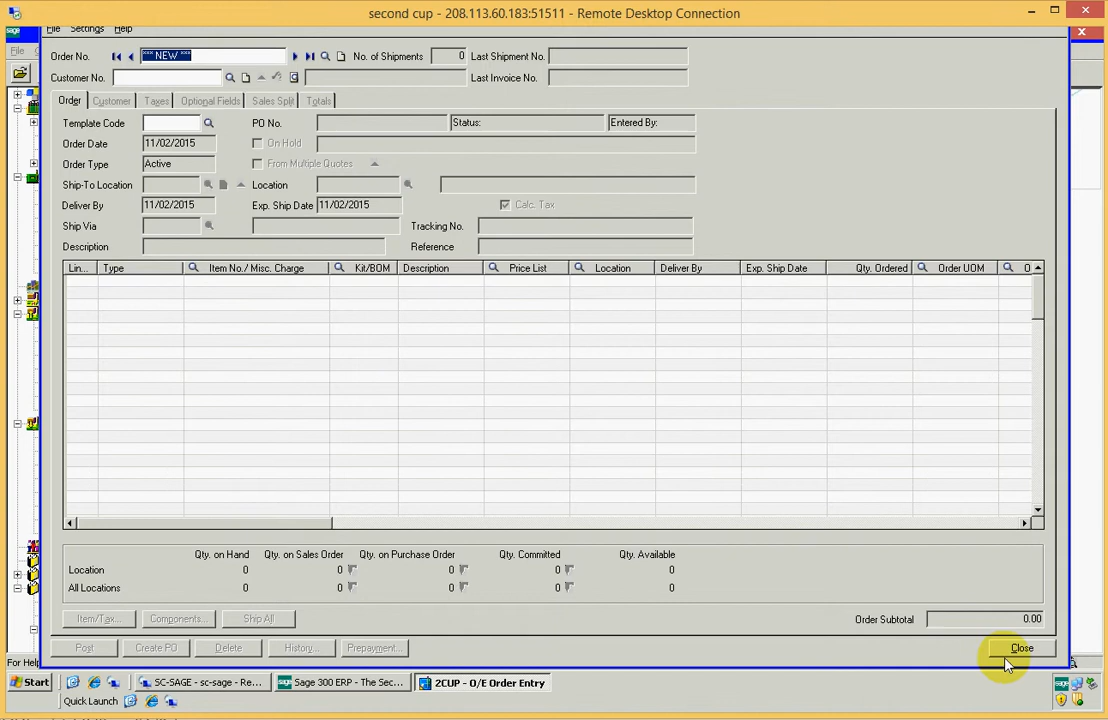 second cup - 208.113.60.183:51511 - Remote Desktop Connection
sage
File Settings Help
File
Order No. *** NEW *** No. of Shipments 0 Last Shipment No.
Customer No. Last Invoice No.
Order Customer Taxes Optional Fields Sales Split Totals
Template Code PO No. Status: Entered By:
Order Date 11/02/2015 On Hold
Order Type Active From Multiple Quotes
Ship-To Location Location
Deliver By 11/02/2015 Exp. Ship Date 11/02/2015 Calc. Tax
Ship Via Tracking No.
Description Reference
Lin... Type Item No./ Misc. Charge Kit/BOM Description Price List Location Deliver By Exp. Ship Date Qty. Ordered Order UOM O
Qty. on Hand Qty. on Sales Order Qty. on Purchase Order Qty. Committed Qty. Available
Location 0 0 0 0 0
All Locations 0 0 0 0 0
Item/Tax... Components... Ship All Order Subtotal 0.00
Post Create PO Delete History... Prepayment... Close
For Help
Start SC-SAGE - sc-sage - Re... Sage 300 ERP - The Sec... 2CUP - O/E Order Entry
Quick Launch